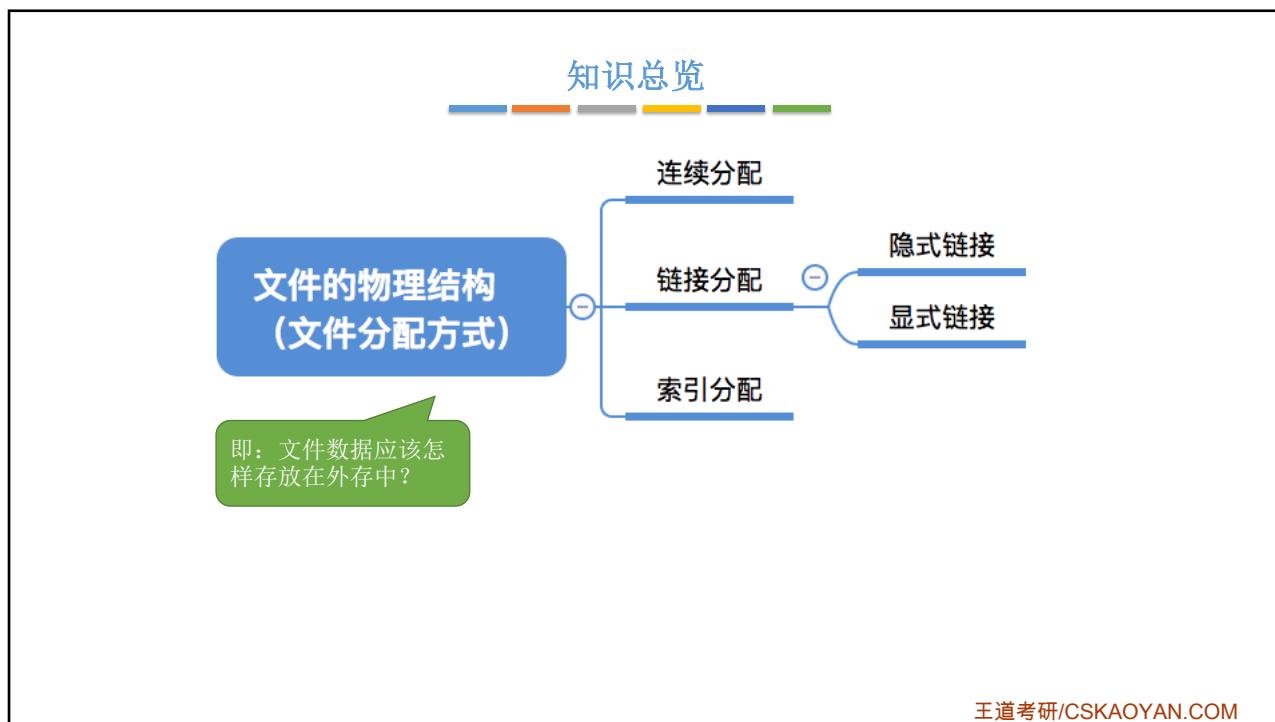 知识总览
文件的物理结构
（文件分配方式）
连续分配
链接分配
隐式链接
显式链接
索引分配
即：文件数据应该怎
样存放在外存中？
王道考研/CSKAOYAN.COM